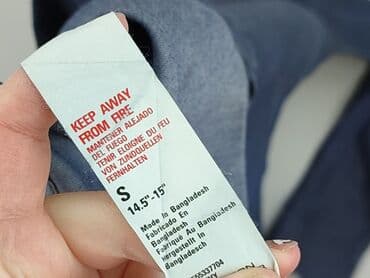 KEEP AWAY
FROM FIRE
MANTENER ALEJADO
DEL FUEGO
TENIR ELOIGNE DU FEU
VON ZUNDQUELLEN
FERNHALTEN
S
14.5"-15"
Made In Bangladesh
Fabricado En
Bangladesh
Fabriqué Au Bangladesh
Hergestellt In
Bangladesch